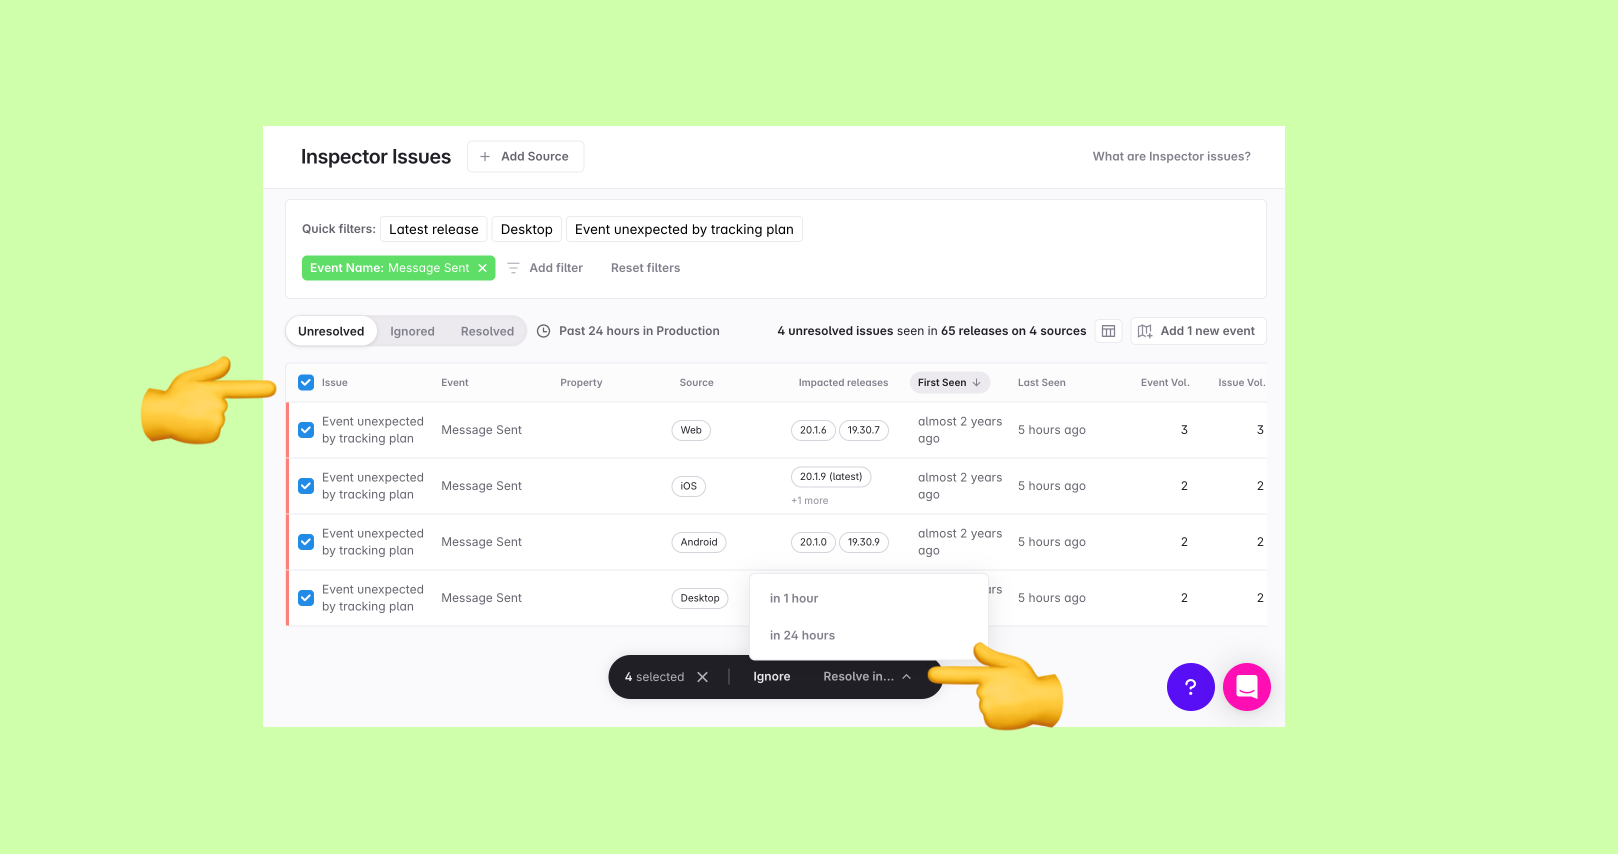 Inspector Issues
Add Source
What are Inspector issues?
Quick filters: Latest release Desktop Event unexpected by tracking plan
Event Name: Message Sent Add filter Reset filters
Unresolved Ignored Resolved Past 24 hours in Production 4 unresolved issues seen in 65 releases on 4 sources Add 1 new event
Issue Event Property Source Impacted releases First Seen ↓ Last Seen Event Vol. Issue Vol.
Event unexpected
by tracking plan
Message Sent Web 20.1.6 19.30.7
almost 2 years
ago
5 hours ago 3 3
Event unexpected
by tracking plan
Message Sent iOS 20.1.9 (latest)
+1 more
almost 2 years
ago
5 hours ago 2 2
Event unexpected
by tracking plan
Message Sent Android 20.1.0 19.30.9
almost 2 years
ago
5 hours ago 2 2
Event unexpected
by tracking plan
Message Sent Desktop
5 hours ago 2 2
in 1 hour
in 24 hours
4 selected Ignore Resolve in...
?